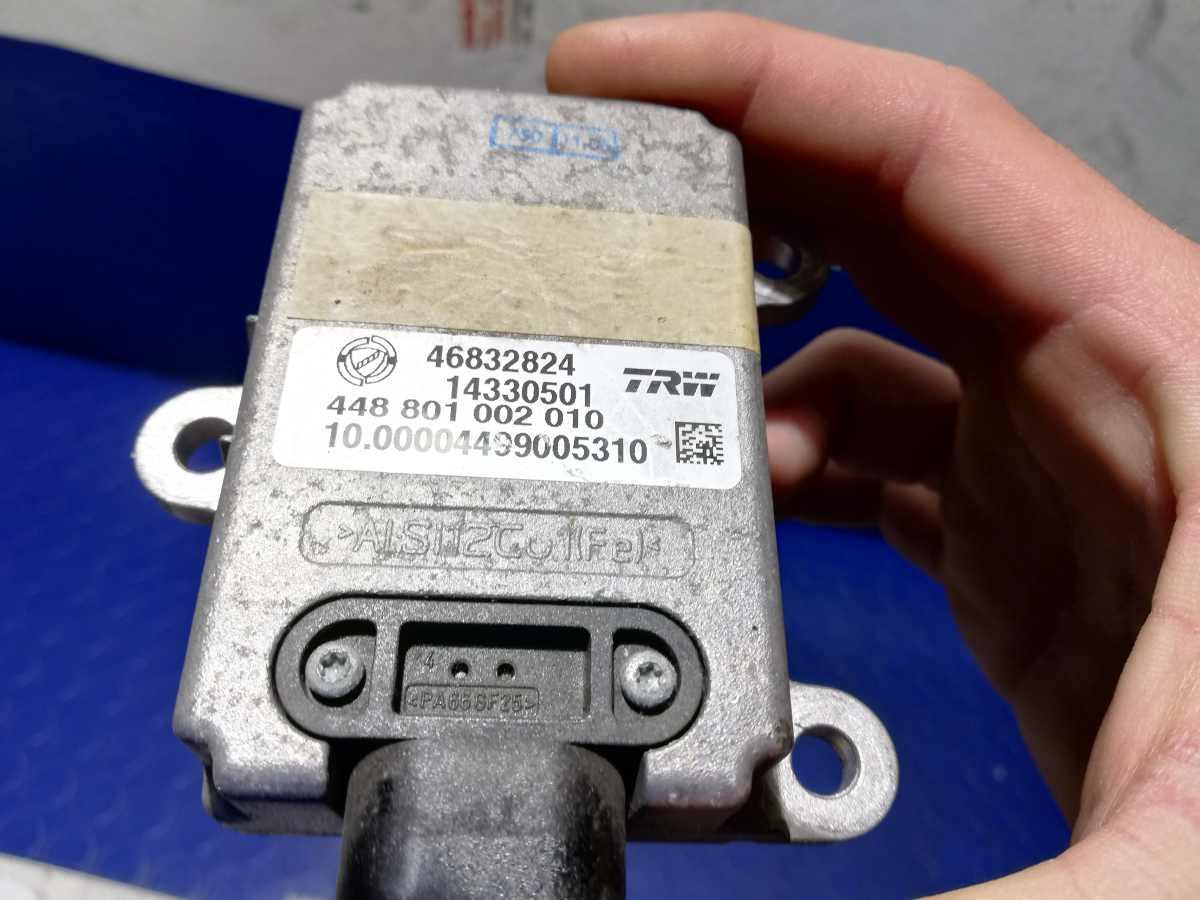 46832824
14330501
TRW
448 801 002 010
10.00004499005310
>AlSi12Cu1(Fe)<
4
<PA66GF25>